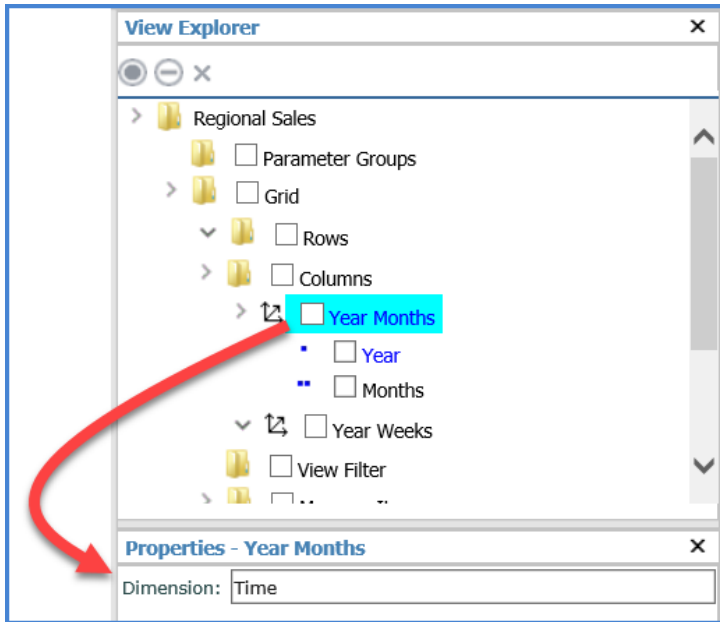 View Explorer
Regional Sales
Parameter Groups
Grid
Rows
Columns
Year Months
Year
Months
Year Weeks
View Filter
Properties - Year Months
Dimension: Time